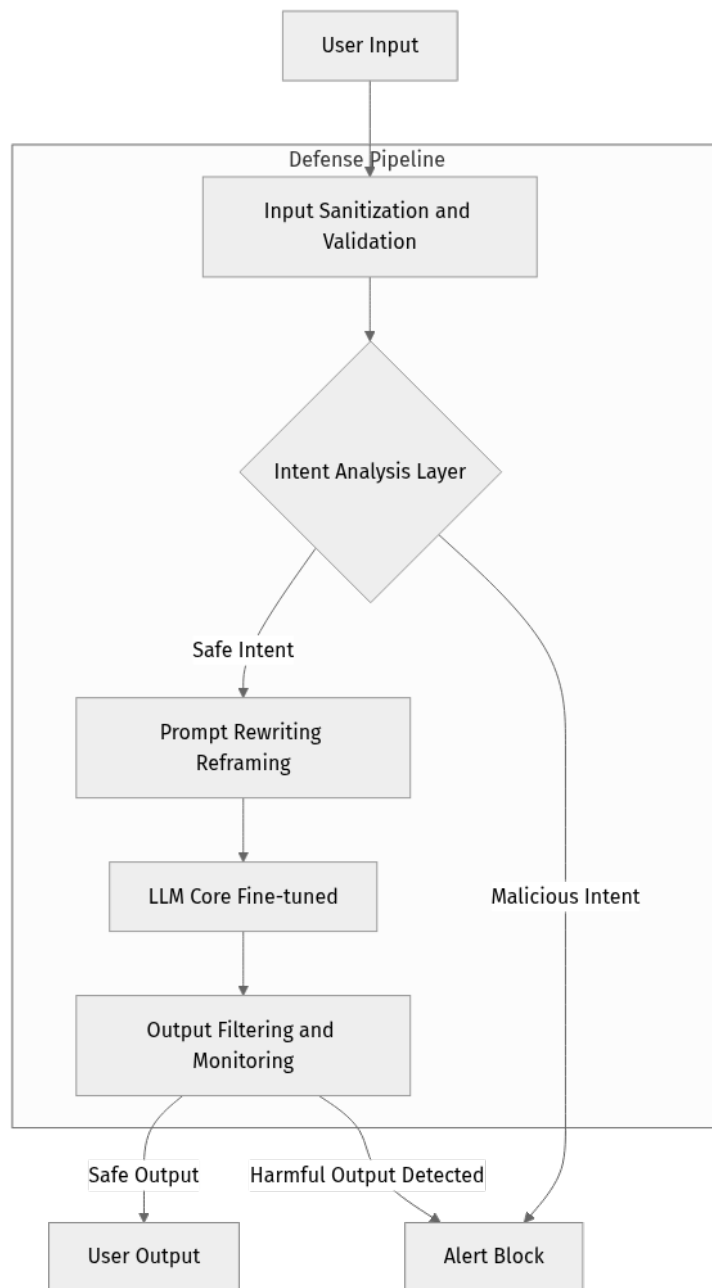 User Input
Defense Pipeline
Input Sanitization and
Validation
Intent Analysis Layer
Safe Intent
Prompt Rewriting
Reframing
LLM Core Fine-tuned
Malicious Intent
Output Filtering and
Monitoring
Safe Output
Harmful Output Detected
User Output
Alert Block